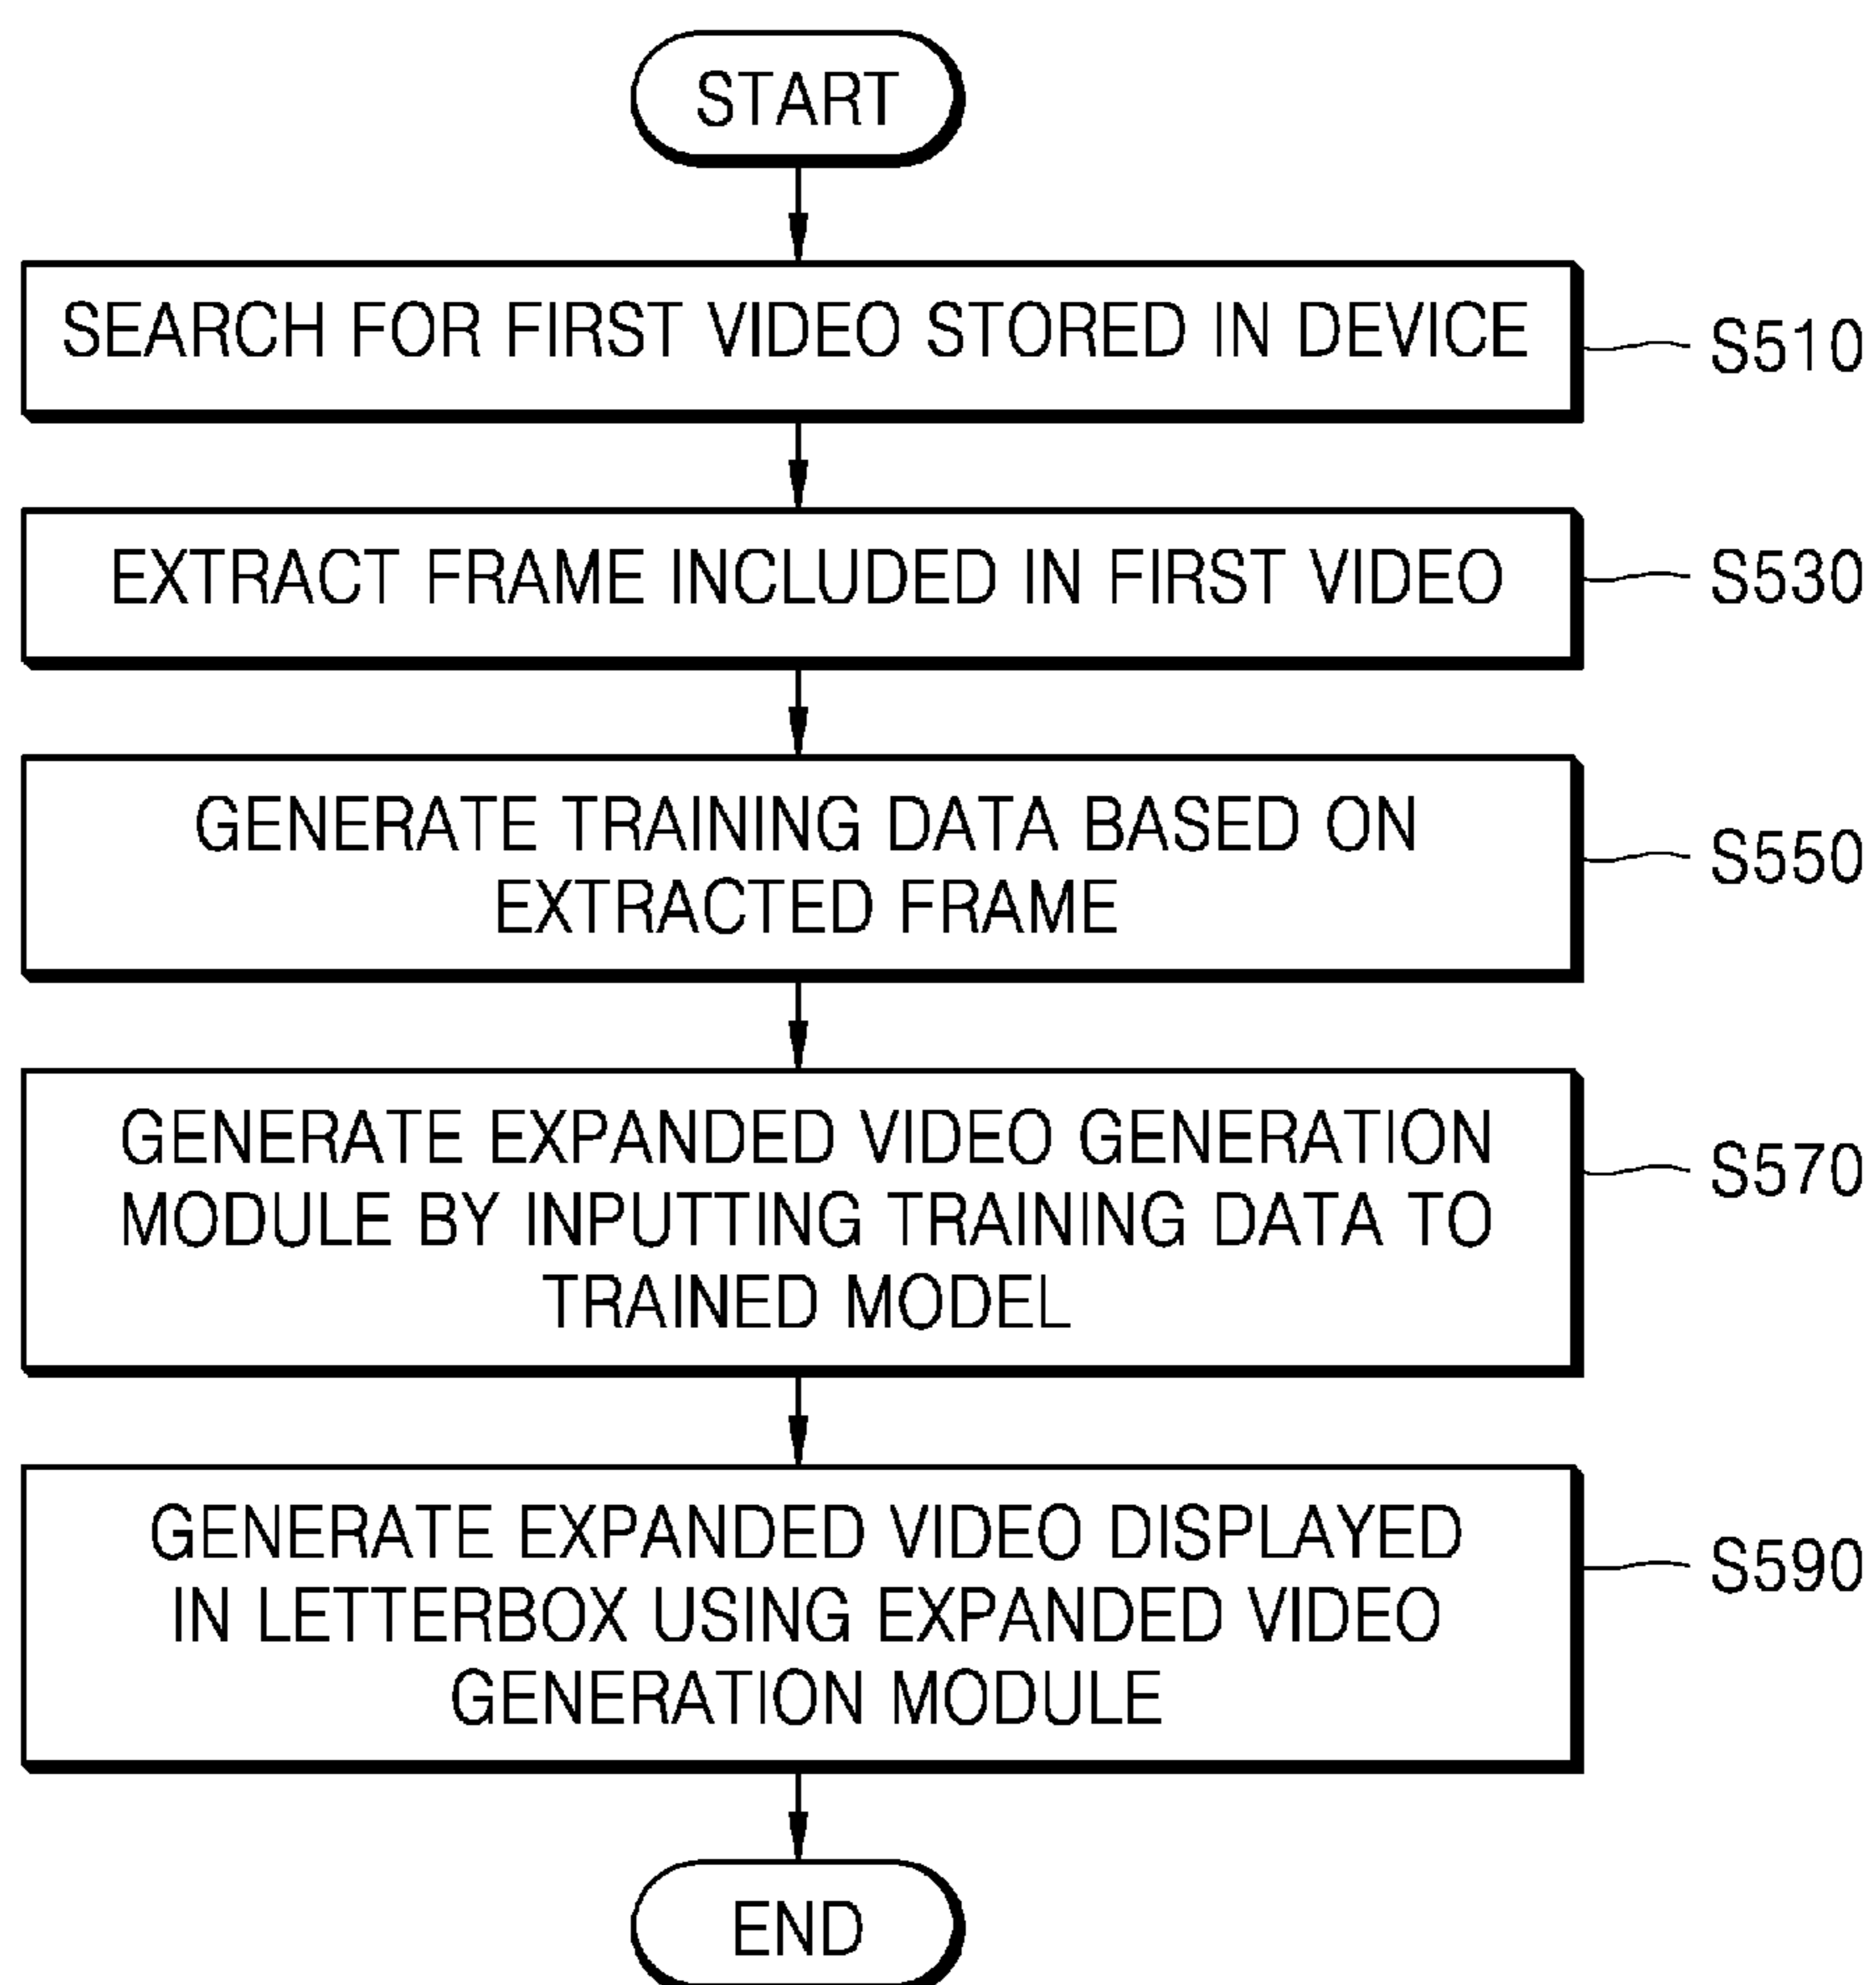 START
SEARCH FOR FIRST VIDEO STORED IN DEVICE
S510
EXTRACT FRAME INCLUDED IN FIRST VIDEO
S530
GENERATE TRAINING DATA BASED ON
EXTRACTED FRAME
S550
GENERATE EXPANDED VIDEO GENERATION
MODULE BY INPUTTING TRAINING DATA TO
TRAINED MODEL
S570
GENERATE EXPANDED VIDEO DISPLAYED
IN LETTERBOX USING EXPANDED VIDEO
GENERATION MODULE
S590
END